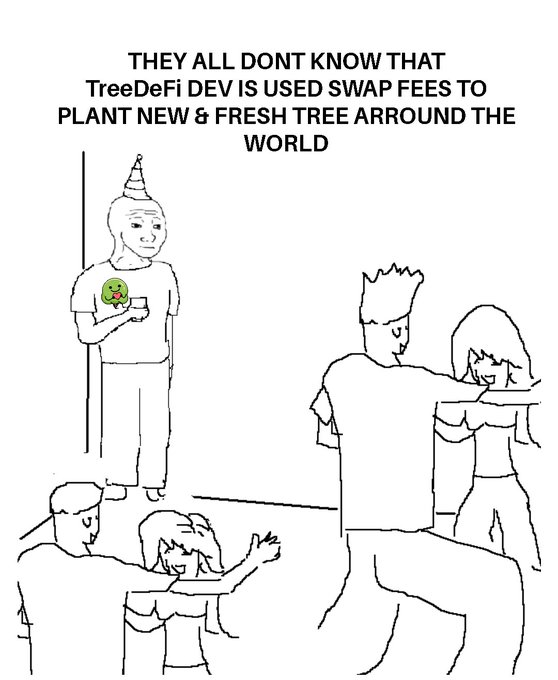 THEY ALL DONT KNOW THAT
TreeDeFi DEV IS USED SWAP FEES TO
PLANT NEW & FRESH TREE ARROUND THE
WORLD